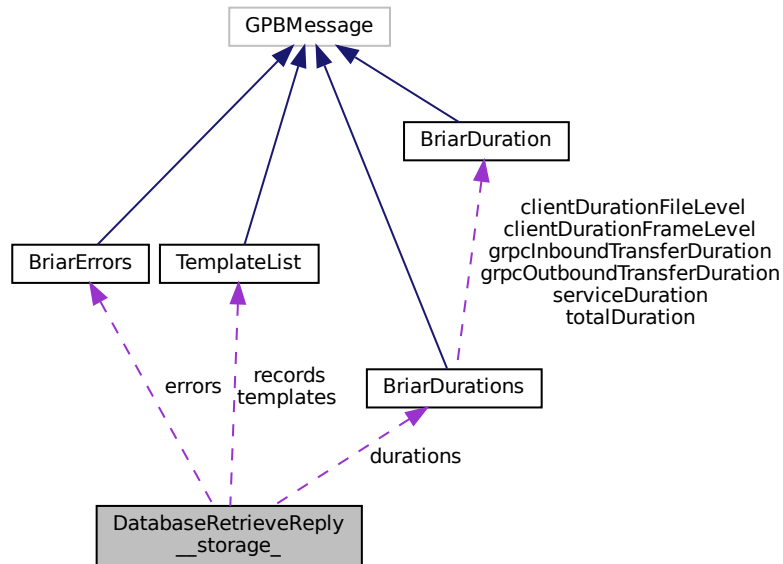 GPBMessage
BriarDuration
clientDurationFileLevel
clientDurationFrameLevel
grpcInboundTransferDuration
grpcOutboundTransferDuration
serviceDuration
totalDuration
BriarErrors
TemplateList
BriarDurations
errors
records
templates
durations
DatabaseRetrieveReply
__storage_